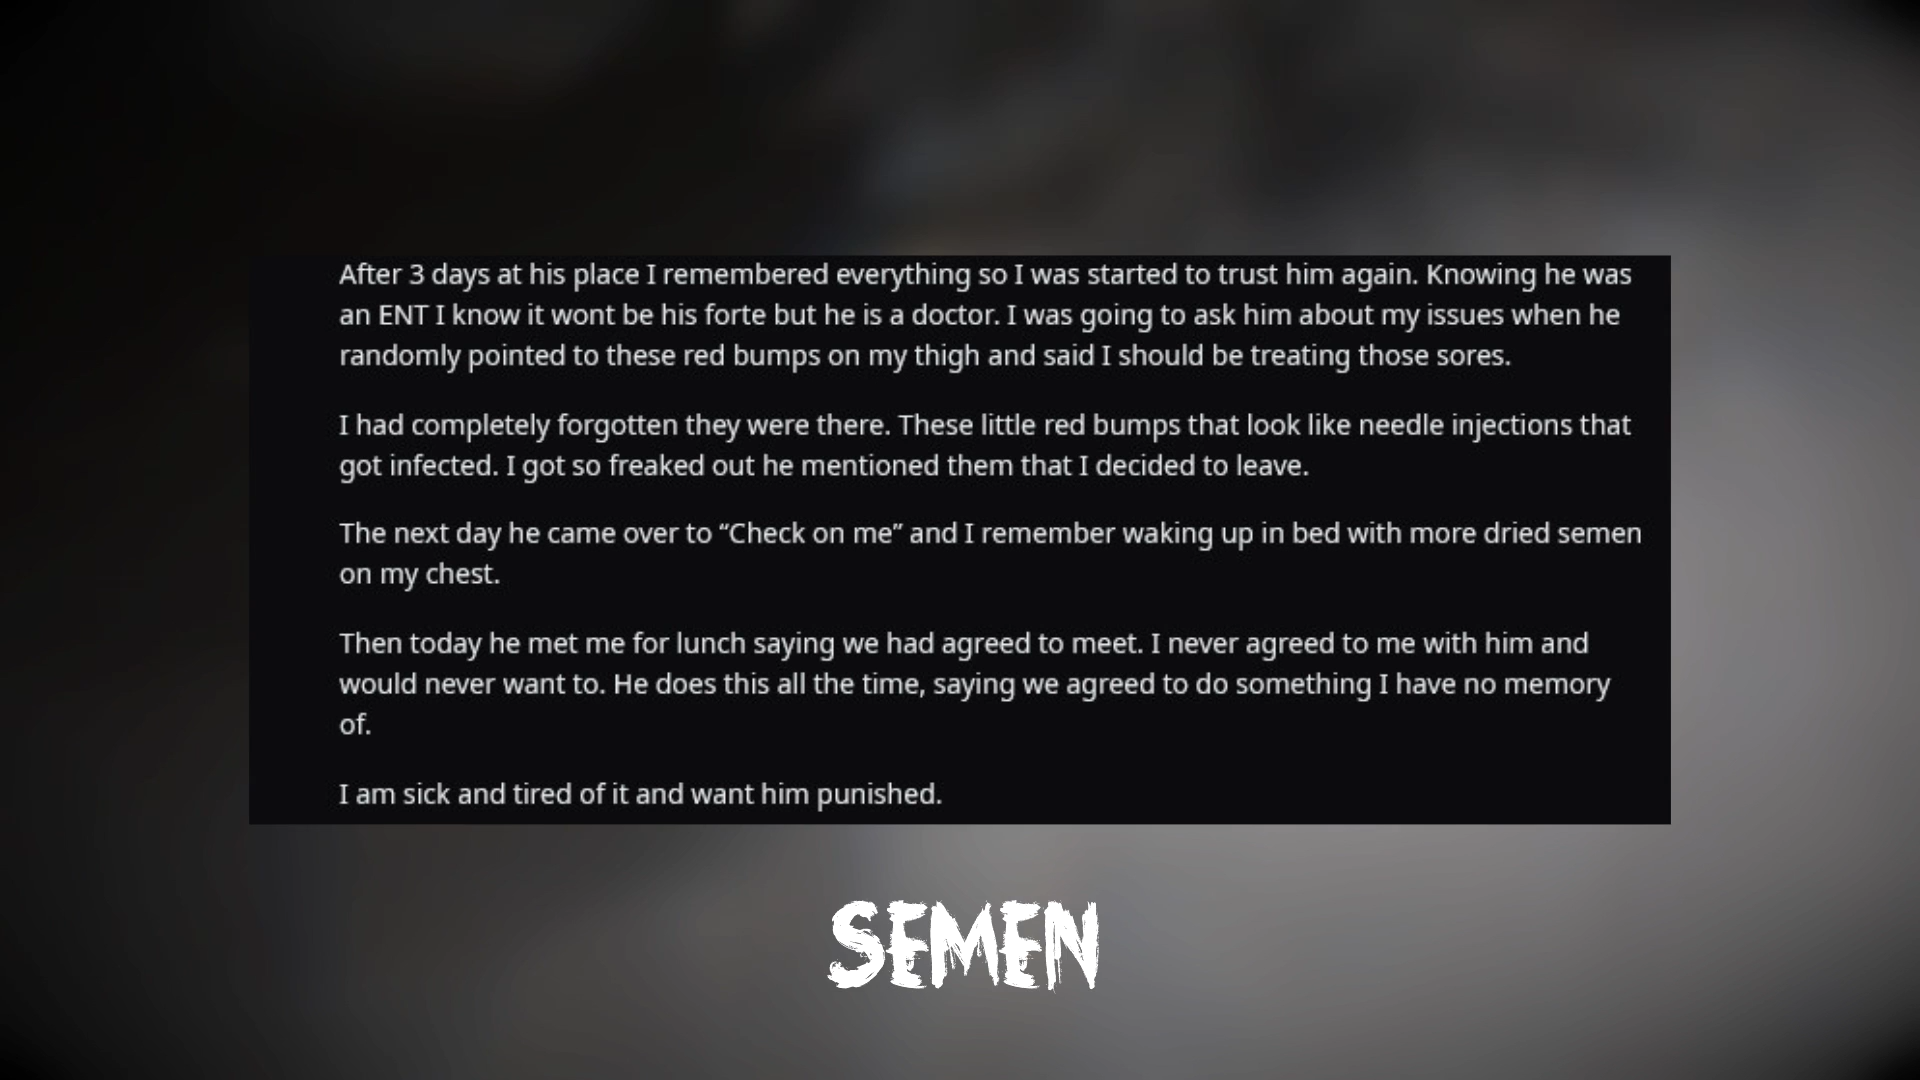 After 3 days at his place I remembered everything so I was started to trust him again. Knowing he was
an ENT I know it wont be his forte but he is a doctor. I was going to ask him about my issues when he
randomly pointed to these red bumps on my thigh and said I should be treating those sores.
I had completely forgotten they were there. These little red bumps that look like needle injections that
got infected. I got so freaked out he mentioned them that I decided to leave.
The next day he came over to “Check on me” and I remember waking up in bed with more dried semen
on my chest.
Then today he met me for lunch saying we had agreed to meet. I never agreed to me with him and
would never want to. He does this all the time, saying we agreed to do something I have no memory
of.
I am sick and tired of it and want him punished.
SEMEN